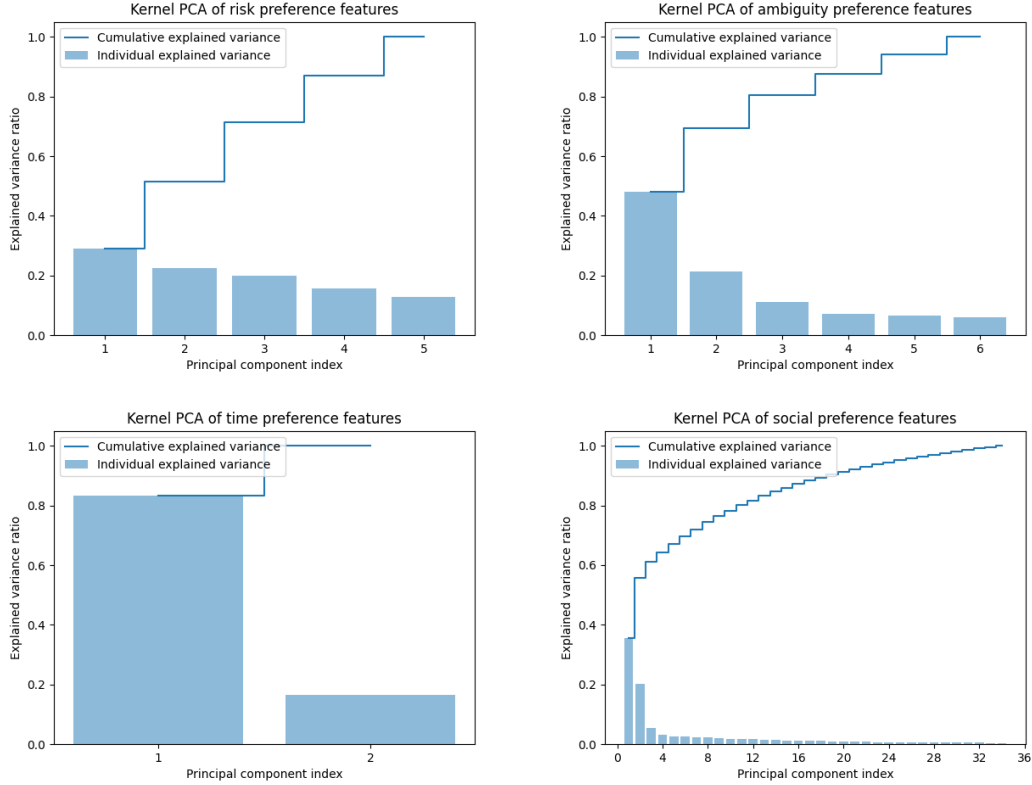 Kernel PCA of risk preference features
Cumulative explained variance
Individual explained variance
1.0
0.8
0.6
0.4
0.2
0.0
Explained variance ratio
1 2 3 4 5
Principal component index
Kernel PCA of ambiguity preference features
Cumulative explained variance
Individual explained variance
1.0
0.8
0.6
0.4
0.2
0.0
Explained variance ratio
1 2 3 4 5 6
Principal component index
Kernel PCA of time preference features
Cumulative explained variance
Individual explained variance
1.0
0.8
0.6
0.4
0.2
0.0
Explained variance ratio
1 2
Principal component index
Kernel PCA of social preference features
Cumulative explained variance
Individual explained variance
1.0
0.8
0.6
0.4
0.2
0.0
Explained variance ratio
0 4 8 12 16 20 24 28 32 36
Principal component index